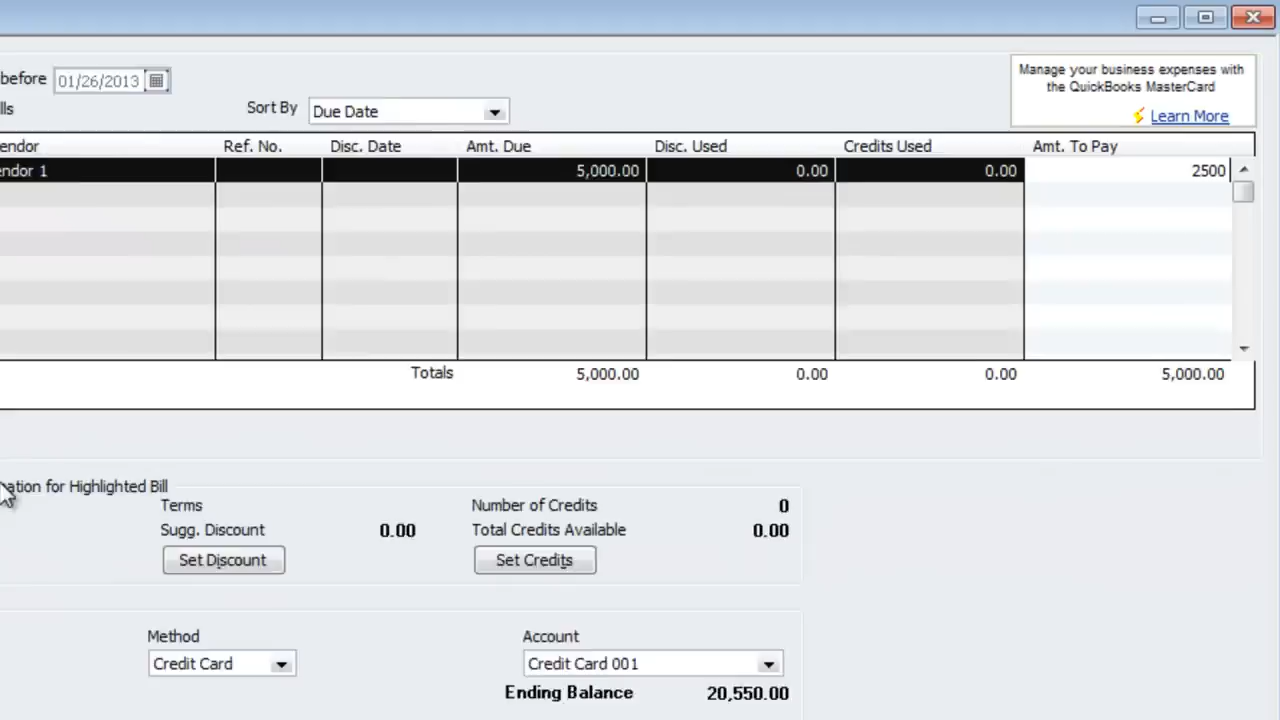 before 01/26/2013
Manage your business expenses with
the QuickBooks MasterCard
Learn More
lls
Sort By Due Date
endor Ref. No. Disc. Date Amt. Due Disc. Used Credits Used Amt. To Pay
endor 1 5,000.00 0.00 0.00 2500
Totals 5,000.00 0.00 0.00 5,000.00
ation for Highlighted Bill
Terms Number of Credits 0
Sugg. Discount 0.00 Total Credits Available 0.00
Set Discount Set Credits
Method Account
Credit Card Credit Card 001
Ending Balance 20,550.00